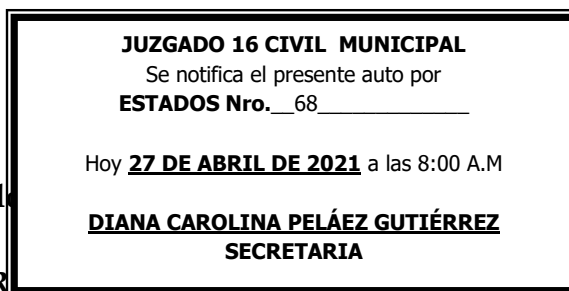 JUZGADO 16 CIVIL MUNICIPAL
Se notifica el presente auto por
ESTADOS Nro.__68_____________
Hoy 27 DE ABRIL DE 2021 a las 8:00 A.M
DIANA CAROLINA PELÁEZ GUTIÉRREZ
SECRETARIA